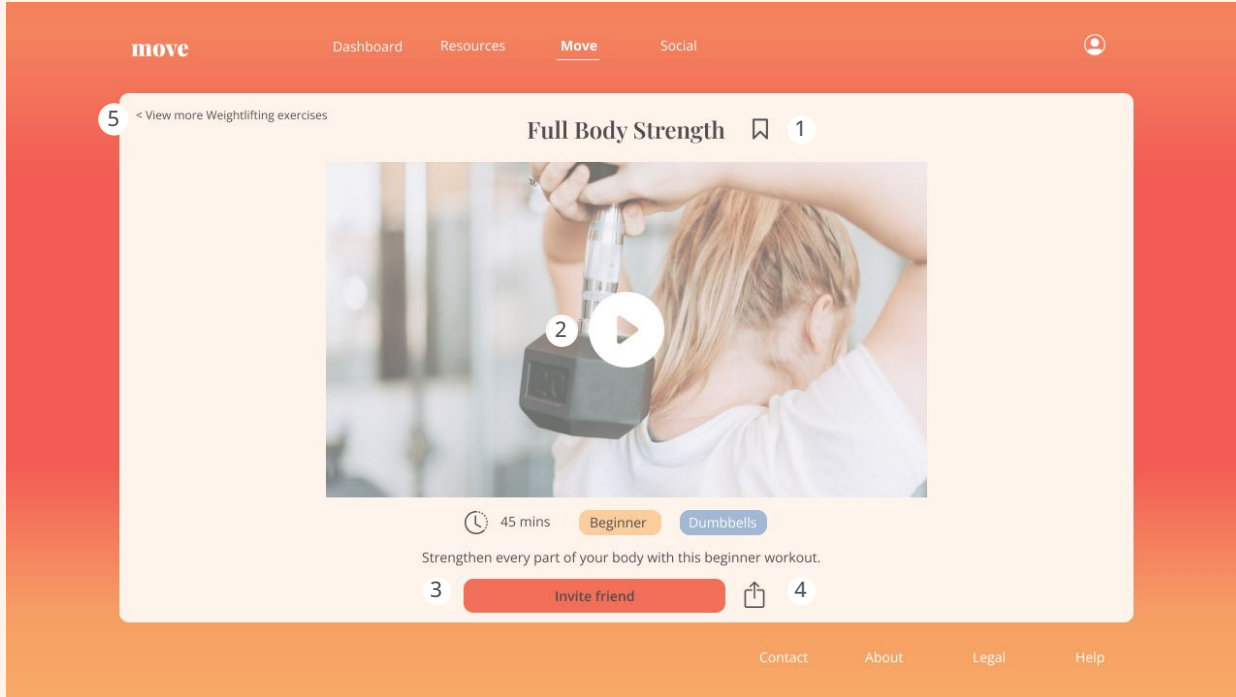 move
Dashboard Resources Move Social
5 < View more Weightlifting exercises
Full Body Strength 1
2
20
45 mins Beginner Dumbbells
Strengthen every part of your body with this beginner workout.
3 Invite friend 4
Contact About Legal Help